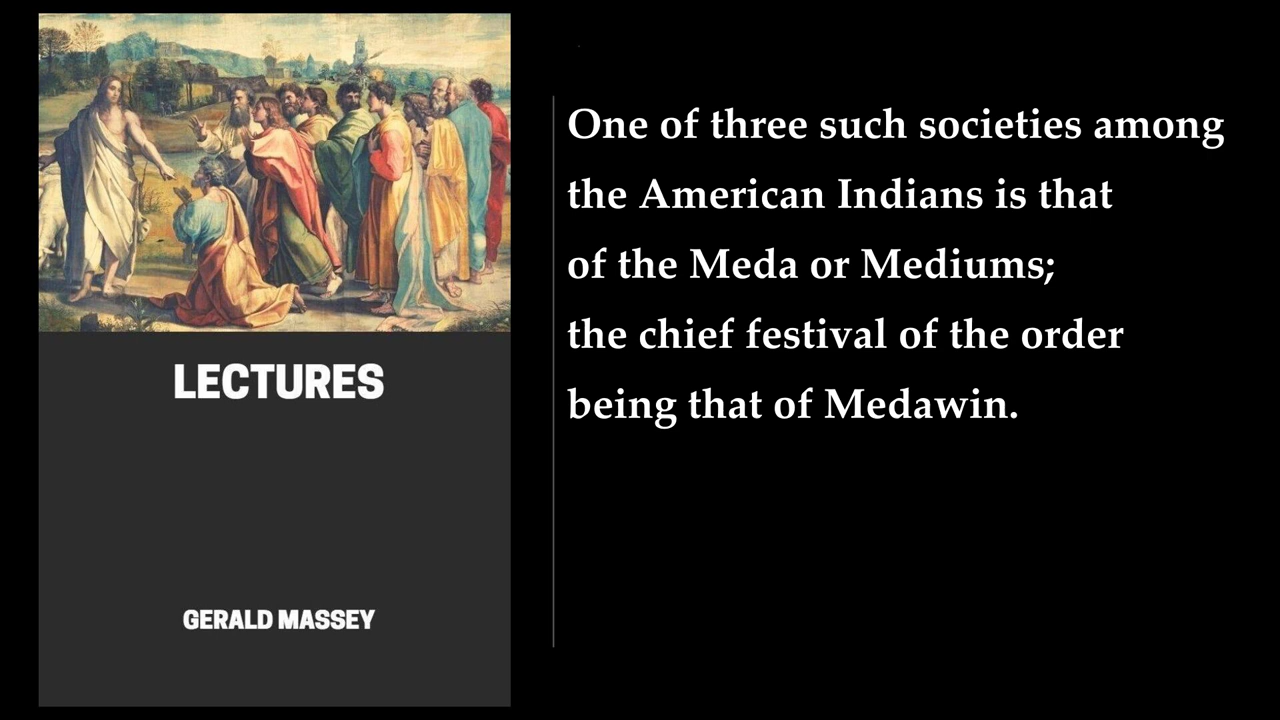 LECTURES
GERALD MASSEY
One of three such societies among
the American Indians is that
of the Meda or Mediums;
the chief festival of the order
being that of Medawin.